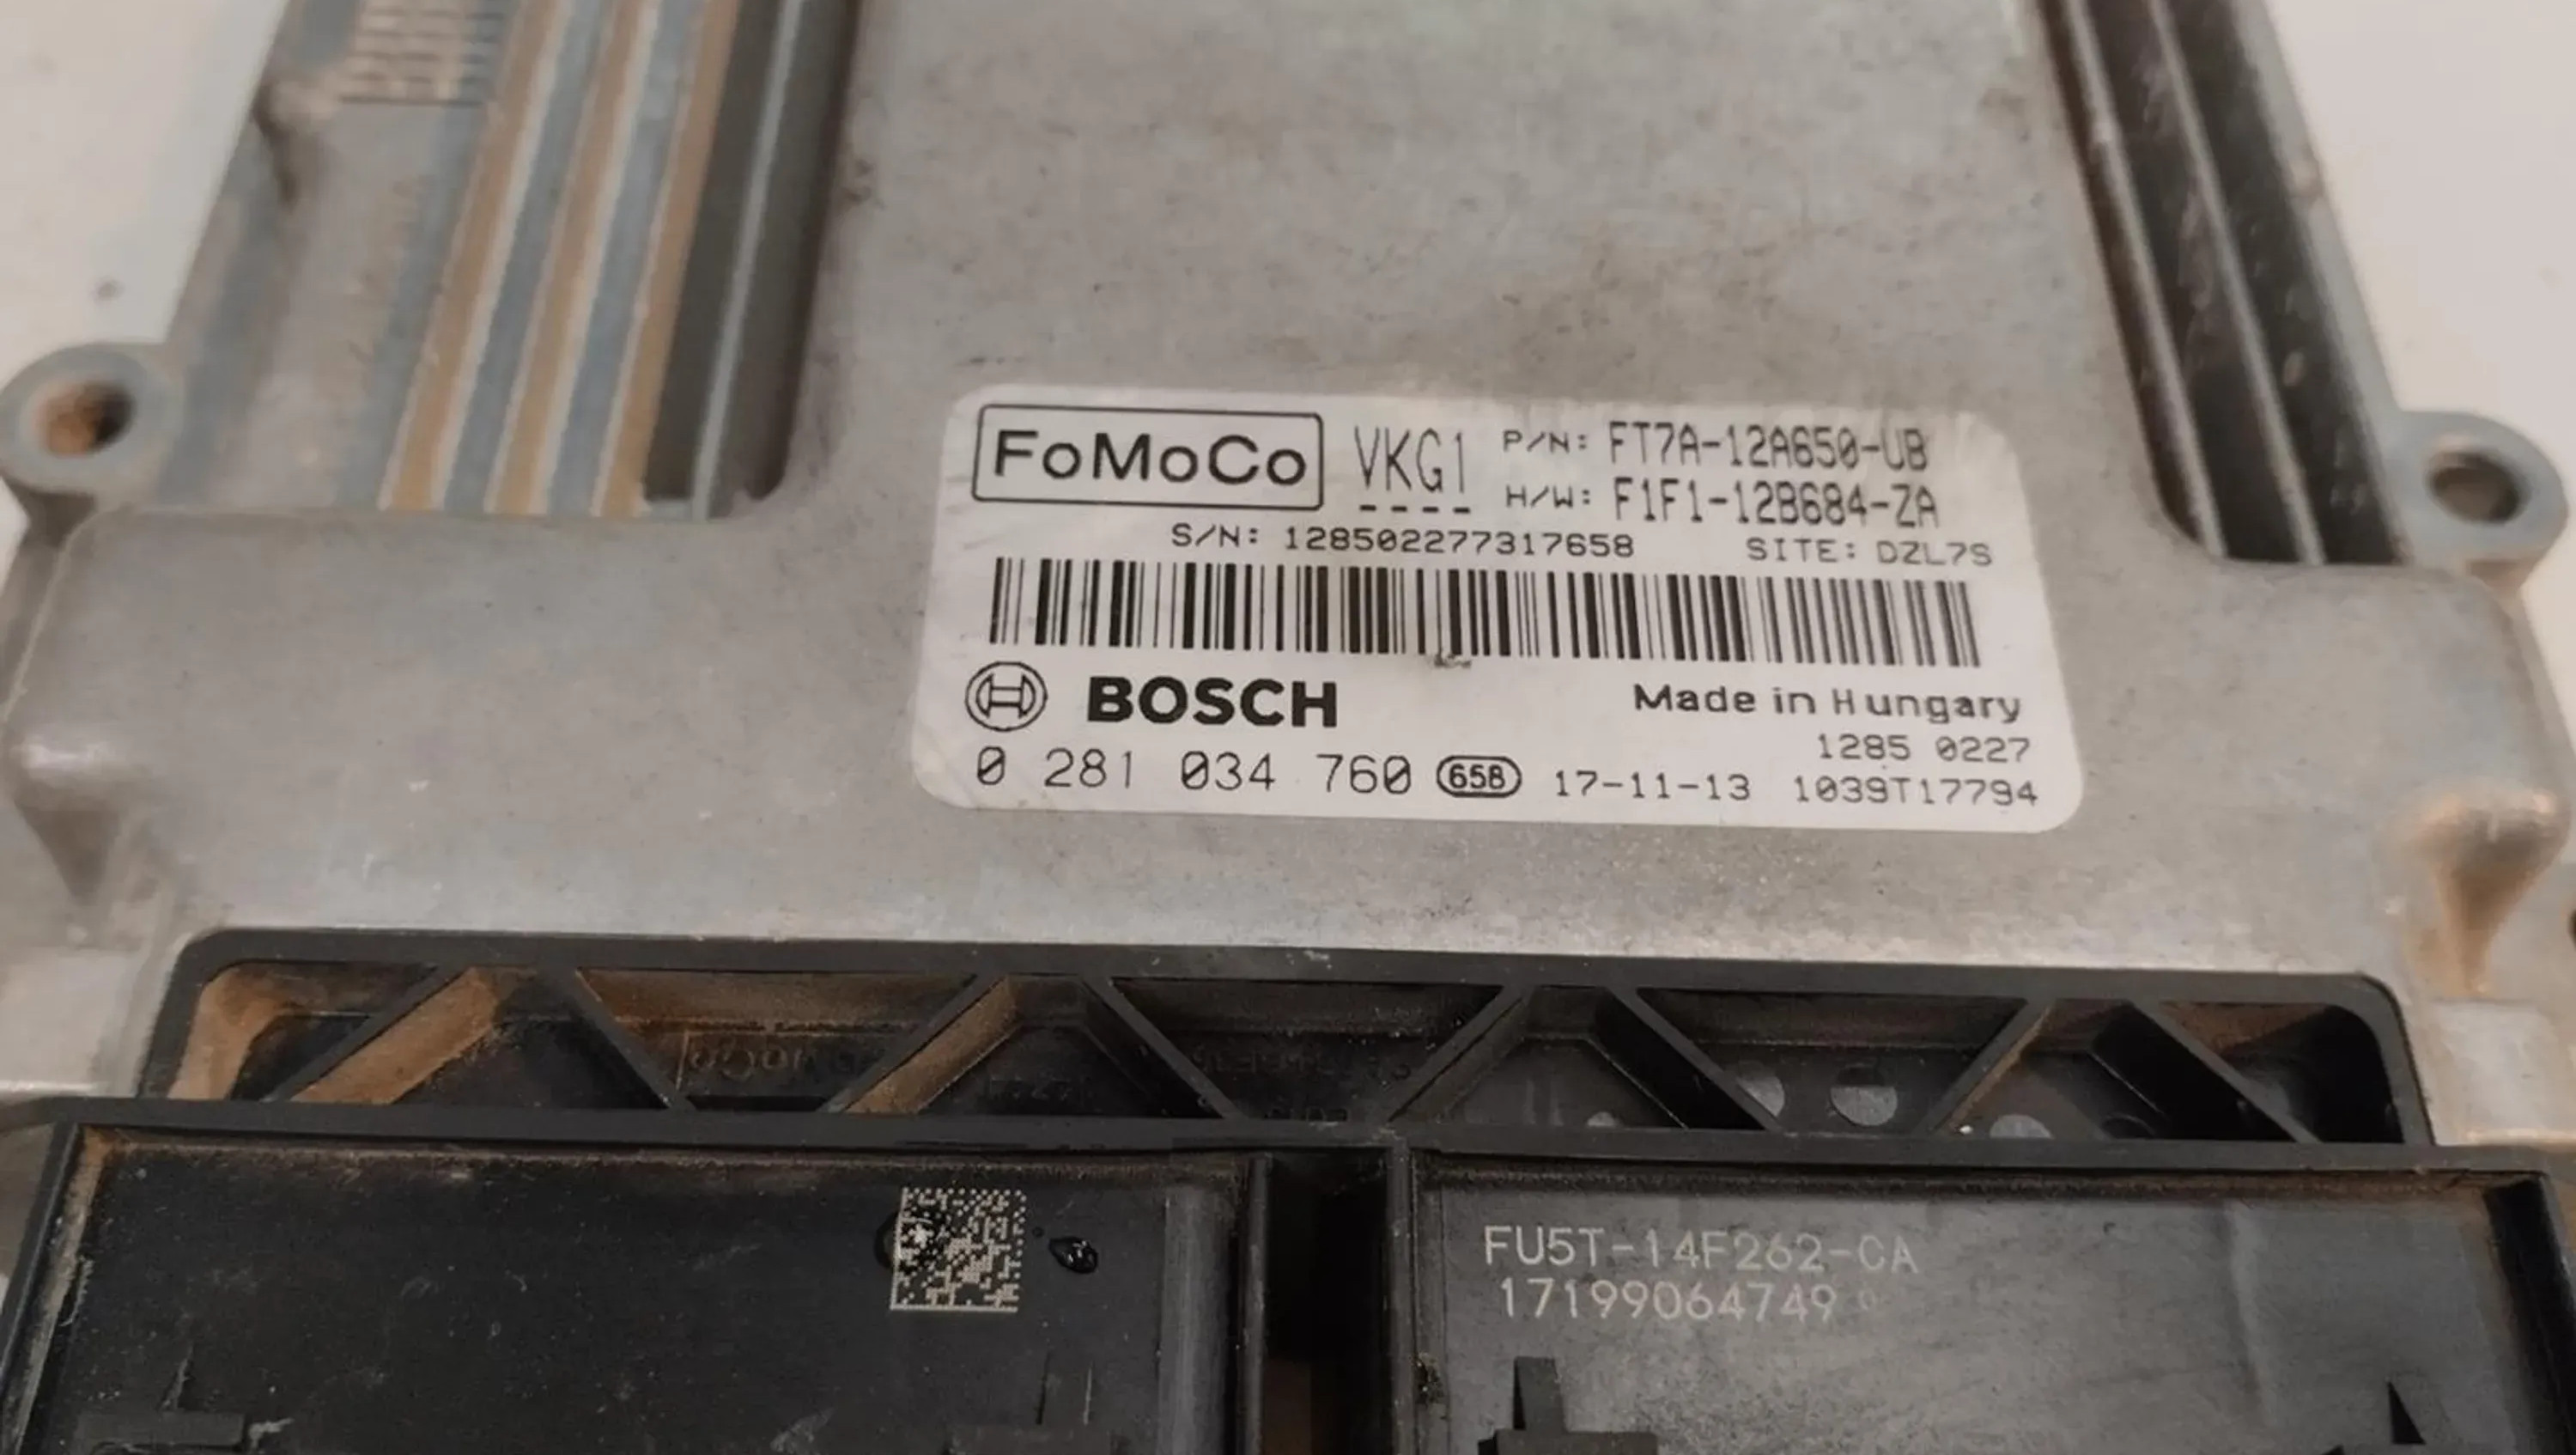 FoMoCo VKG1 P/N: FT7A-12A650-UB
---- H/W: F1F1-12B684-ZA
S/N: 128502277317658 SITE: DZL7S
BOSCH Made in Hungary
1285 0227
0 281 034 760 658 17-11-13 1039T17794
FoMoCo
FU5T-14F262-CA
17199064749